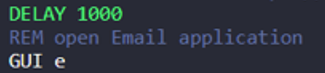 DELAY 1000
REM open Email application
GUI e